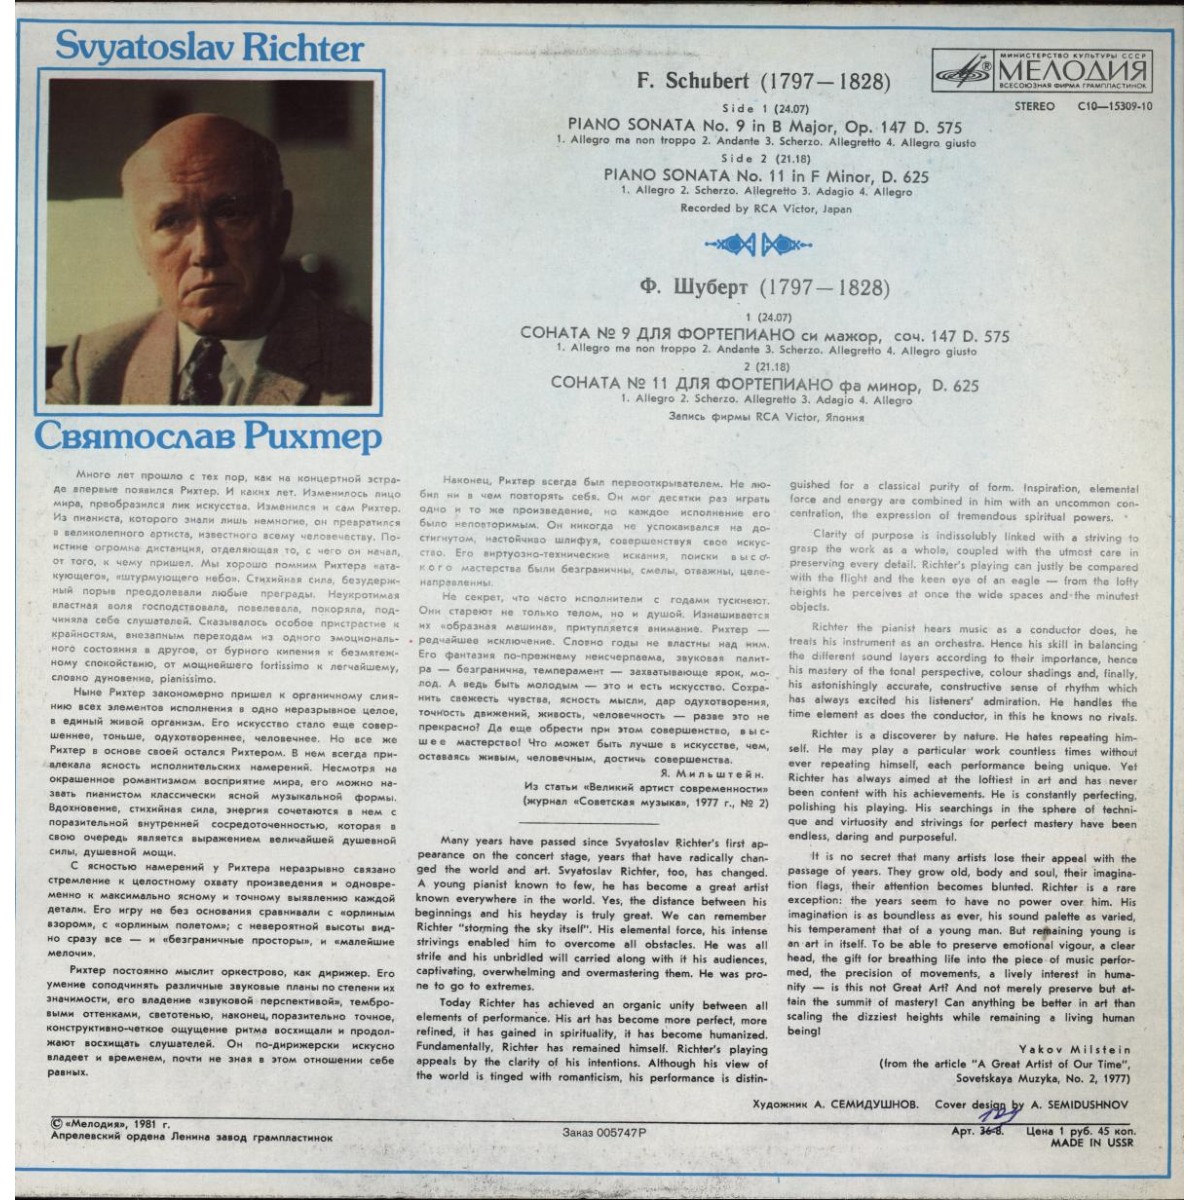 Svyatoslav Richter
Святослав Рихтер
F. Schubert (1797—1828)
Side 1 (24.07)
PIANO SONATA No. 9 in B Major, Op. 147 D. 575
1. Allegro ma non troppo 2. Andante 3. Scherzo. Allegretto 4. Allegro giusto
Side 2 (21.18)
PIANO SONATA No. 11 in F Minor, D. 625
1. Allegro 2. Scherzo. Allegretto 3. Adagio 4. Allegro
Recorded by RCA Victor, Japan
МИНИСТЕРСТВО КУЛЬТУРЫ СССР
МЕЛОДИЯ
ВСЕСОЮЗНАЯ ФИРМА ГРАМПЛАСТИНОК
STEREO С10—15309-10
Ф. Шуберт (1797—1828)
1 (24.07)
СОНАТА № 9 ДЛЯ ФОРТЕПИАНО си мажор, соч. 147 D. 575
1. Allegro ma non troppo 2. Andante 3. Scherzo. Allegretto 4. Allegro giusto
2 (21.18)
СОНАТА № 11 ДЛЯ ФОРТЕПИАНО фа минор, D. 625
1. Allegro 2. Scherzo. Allegretto 3. Adagio 4. Allegro
Запись фирмы RCA Victor, Япония
Много лет прошло с тех пор, как на концертной эстра-
де впервые появился Рихтер. И каких лет. Изменилось лицо
мира, преобразился лик искусства. Изменился и сам Рихтер.
Из пианиста, которого знали лишь немногие, он превратился
в великолепного артиста, известного всему человечеству. По-
истине огромна дистанция, отделяющая то, с чего он начал,
от того, к чему пришел. Мы хорошо помним Рихтера «ата-
кующего», «штурмующего небо». Стихийная сила, безудерж-
ный порыв преодолевали любые преграды. Неукротимая
властная воля господствовала, повелевала, покоряла, под-
чиняла себе слушателей. Сказывалось особое пристрастие к
крайностям, внезапным переходам из одного эмоциональ-
ного состояния в другое, от бурного кипения к безмятеж-
ному спокойствию, от мощнейшего fortissimo к легчайшему,
словно дуновение, pianissimo.
Ныне Рихтер закономерно пришел к органичному слия-
нию всех элементов исполнения в одно неразрывное целое,
в единый живой организм. Его искусство стало еще совер-
шеннее, тоньше, одухотвореннее, человечнее. Но все же
Рихтер в основе своей остался Рихтером. В нем всегда при-
влекала ясность исполнительских намерений. Несмотря на
окрашенное романтизмом восприятие мира, его можно на-
звать пианистом классически ясной музыкальной формы.
Вдохновение, стихийная сила, энергия сочетаются в нем с
поразительной внутренней сосредоточенностью, которая в
свою очередь является выражением величайшей душевной
силы, душевной мощи.
С ясностью намерений у Рихтера неразрывно связано
стремление к целостному охвату произведения и одновре-
менно к максимально ясному и точному выявлению каждой
детали. Его игру не без основания сравнивали с «орлиным
взором», с «орлиным полетом»; с невероятной высоты вид-
но сразу все — и «безграничные просторы», и «малейшие
мелочи».
Рихтер постоянно мыслит оркестрово, как дирижер. Его
умение соподчинять различные звуковые планы по степени их
значимости, его владение «звуковой перспективой», тембро-
выми оттенками, светотенью, наконец, поразительно точное,
конструктивно-четкое ощущение ритма восхищали и продол-
жают восхищать слушателей. Он по-дирижерски искусно
владеет и временем, почти не зная в этом отношении себе
равных.
Наконец, Рихтер всегда был первооткрывателем. Не лю-
бил ни в чем повторять себя. Он мог десятки раз играть
одно и то же произведение, но каждое исполнение его
было неповторимым. Он никогда не успокаивался на до-
стигнутом, настойчиво шлифуя, совершенствуя свое искус-
ство. Его виртуозно-технические искания, поиски высо-
кого мастерства были безграничны, смелы, отважны, целе-
направленны.
Не секрет, что часто исполнители с годами тускнеют.
Они стареют не только телом, но и душой. Изнашивается
их «образная машина», притупляется внимание. Рихтер —
редчайшее исключение. Словно годы не властны над ним.
Его фантазия по-прежнему неисчерпаема, звуковая палит-
ра — безгранична, темперамент — захватывающе ярок, мо-
лод. А ведь быть молодым — это и есть искусство. Сохра-
нить свежесть чувства, ясность мысли, дар одухотворения,
точность движений, живость, человечность — разве это не
прекрасно? Да еще обрести при этом совершенство, выс-
шее мастерство! Что может быть лучше в искусстве, чем,
оставаясь живым, человечным, достичь совершенства.
Я. Мильштейн.
Из статьи «Великий артист современности»
(журнал «Советская музыка», 1977 г., № 2)
Many years have passed since Svyatoslav Richter's first ap-
pearance on the concert stage, years that have radically chan-
ged the world and art. Svyatoslav Richter, too, has changed.
A young pianist known to few, he has become a great artist
known everywhere in the world. Yes, the distance between his
beginnings and his heyday is truly great. We can remember
Richter "storming the sky itself". His elemental force, his intense
strivings enabled him to overcome all obstacles. He was all
strife and his unbridled will carried along with it his audiences,
captivating, overwhelming and overmastering them. He was pro-
ne to go to extremes.
Today Richter has achieved an organic unity between all
elements of performance. His art has become more perfect, more
refined, it has gained in spirituality, it has become humanized.
Fundamentally, Richter has remained himself. Richter's playing
appeals by the clarity of his intentions. Although his view of
the world is tinged with romanticism, his performance is distin-
guished for a classical purity of form. Inspiration, elemental
force and energy are combined in him with an uncommon con-
centration, the expression of tremendous spiritual powers.
Clarity of purpose is indissolubly linked with a striving to
grasp the work as a whole, coupled with the utmost care in
preserving every detail. Richter's playing can justly be compared
with the flight and the keen eye of an eagle — from the lofty
heights he perceives at once the wide spaces and the minutest
objects.
Richter the pianist hears music as a conductor does, he
treats his instrument as an orchestra. Hence his skill in balancing
the different sound layers according to their importance, hence
his mastery of the tonal perspective, colour shadings and, finally,
his astonishingly accurate, constructive sense of rhythm which
has always excited his listeners' admiration. He handles the
time element as does the conductor, in this he knows no rivals.
Richter is a discoverer by nature. He hates repeating him-
self. He may play a particular work countless times without
ever repeating himself, each performance being unique. Yet
Richter has always aimed at the loftiest in art and has never
been content with his achievements. He is constantly perfecting,
polishing his playing. His searchings in the sphere of techni-
que and virtuosity and strivings for perfect mastery have been
endless, daring and purposeful.
It is no secret that many artists lose their appeal with the
passage of years. They grow old, body and soul, their imagina-
tion flags, their attention becomes blunted. Richter is a rare
exception: the years seem to have no power over him. His
imagination is as boundless as ever, his sound palette as varied,
his temperament that of a young man. But remaining young is
an art in itself. To be able to preserve emotional vigour, a clear
head, the gift for breathing life into the piece of music perfor-
med, the precision of movements, a lively interest in huma-
nity — is this not Great Art? And not merely preserve but at-
tain the summit of mastery! Can anything be better in art than
scaling the dizziest heights while remaining a living human
being!
Yakov Milstein
(from the article "A Great Artist of Our Time",
Sovetskaya Muzyka, No. 2, 1977)
Художник А. СЕМИДУШНОВ. Cover design by A. SEMIDUSHNOV
© «Мелодия», 1981 г.
Апрелевский ордена Ленина завод грампластинок
Заказ 005747Р
Арт. 36-8. Цена 1 руб. 45 коп.
MADE IN USSR